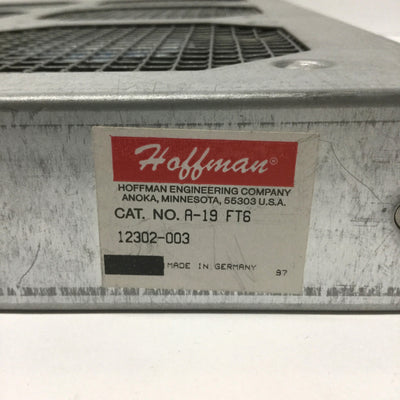 Hoffman®
HOFFMAN ENGINEERING COMPANY
ANOKA, MINNESOTA, 55303 U.S.A.
CAT. NO. A-19 FT6
12302-003
MADE IN GERMANY 97